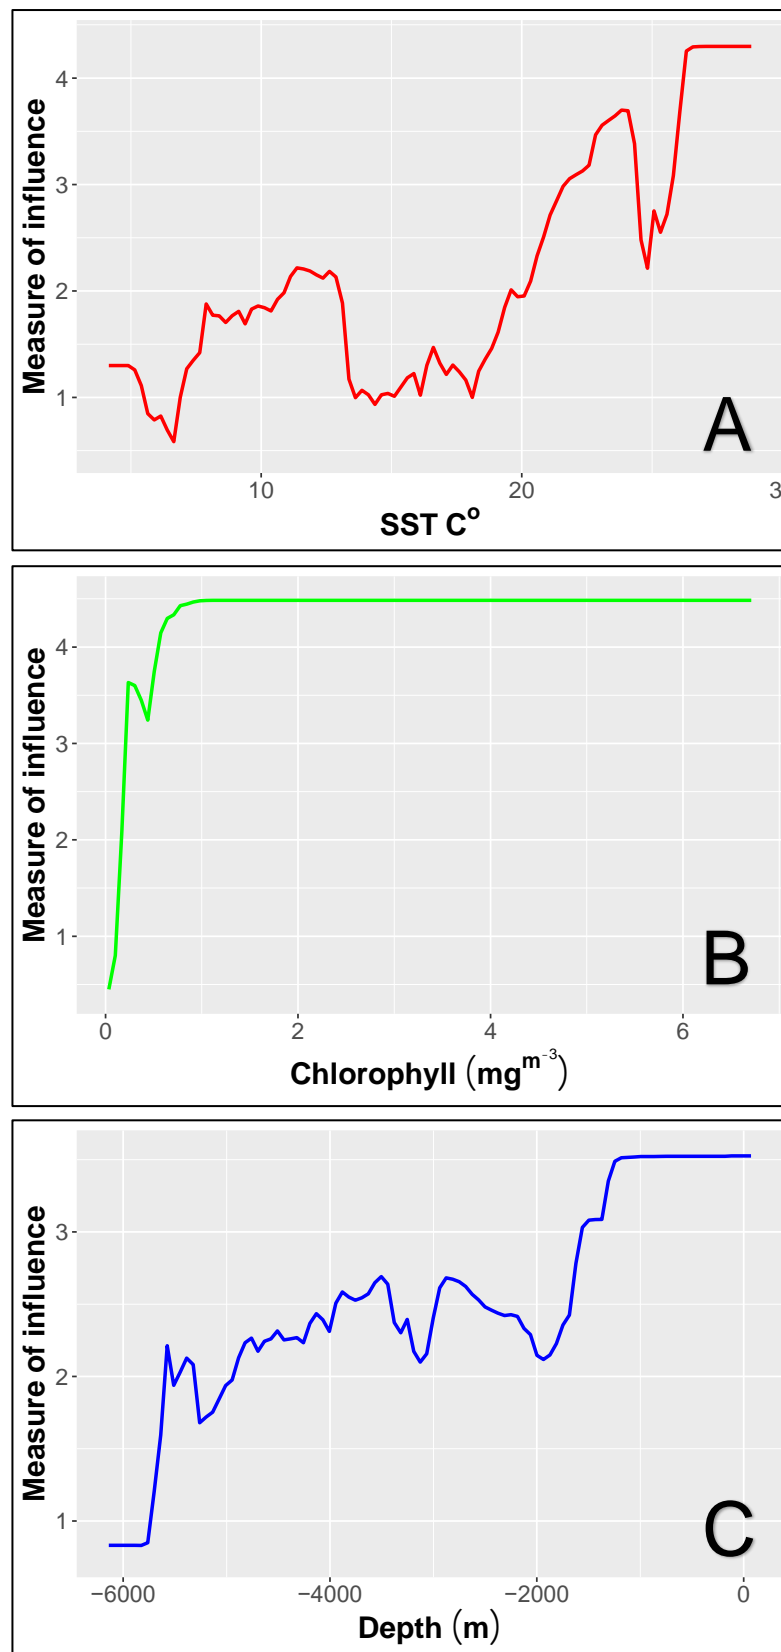 Measure of influence
4
3
2
1
10
20
3
SST C°
A
Measure of influence
4
3
2
1
0
2
4
6
Chlorophyll (mg^m^-3)
B
Measure of influence
3
2
1
−6000
−4000
−2000
0
Depth (m)
C